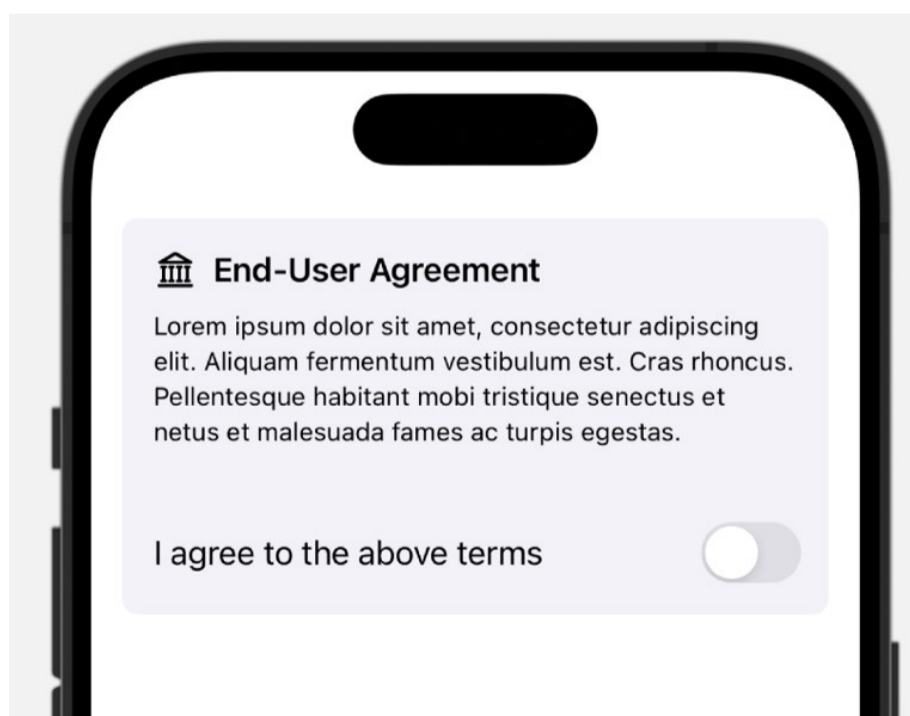 End-User Agreement
Lorem ipsum dolor sit amet, consectetur adipiscing
elit. Aliquam fermentum vestibulum est. Cras rhoncus.
Pellentesque habitant mobi tristique senectus et
netus et malesuada fames ac turpis egestas.
I agree to the above terms